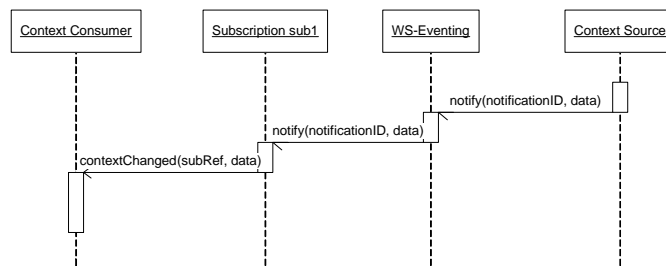 Context Consumer
Subscription sub1
WS-Eventing
Context Source
notify(notificationID, data)
notify(notificationID, data)
contextChanged(subRef, data)